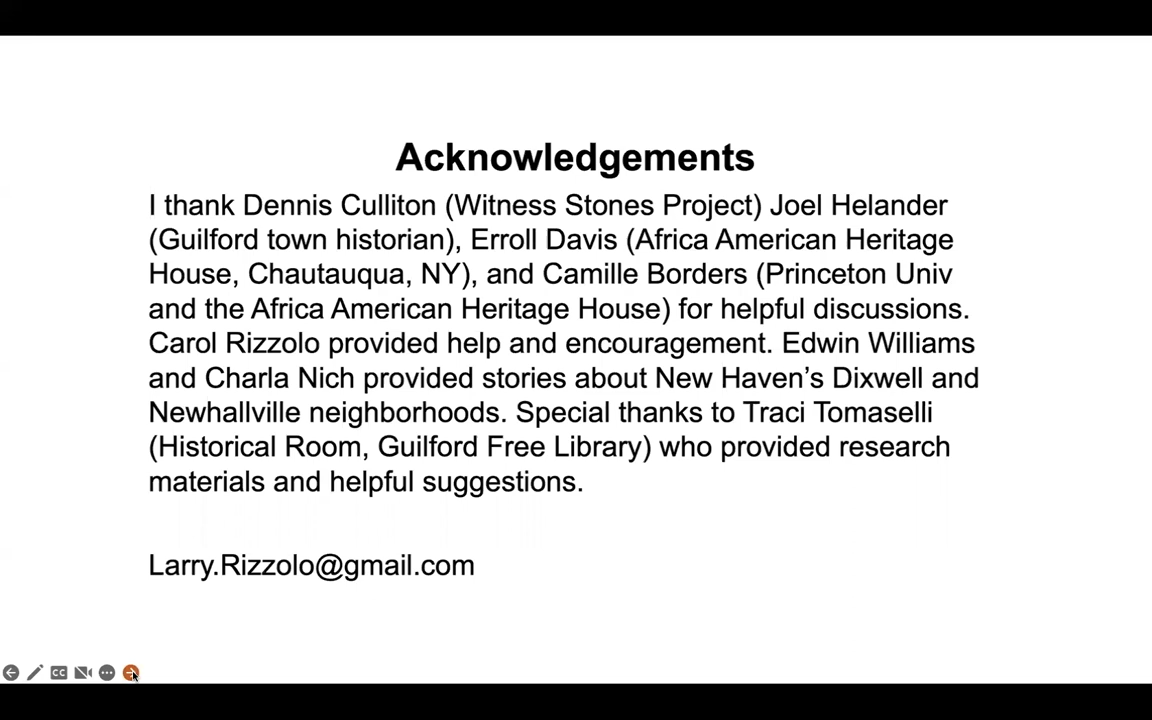 Acknowledgements
I thank Dennis Culliton (Witness Stones Project) Joel Helander
(Guilford town historian), Erroll Davis (Africa American Heritage
House, Chautauqua, NY), and Camille Borders (Princeton Univ
and the Africa American Heritage House) for helpful discussions.
Carol Rizzolo provided help and encouragement. Edwin Williams
and Charla Nich provided stories about New Haven’s Dixwell and
Newhallville neighborhoods. Special thanks to Traci Tomaselli
(Historical Room, Guilford Free Library) who provided research
materials and helpful suggestions.
Larry.Rizzolo@gmail.com
CC